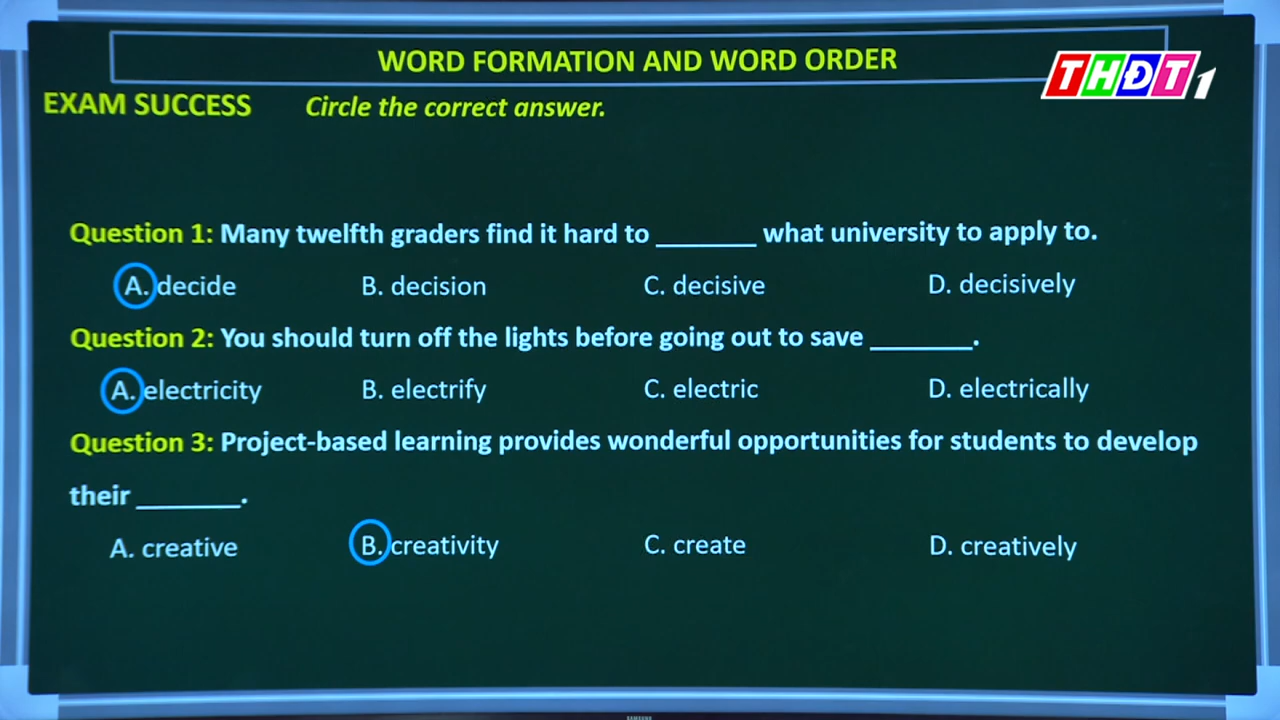 WORD FORMATION AND WORD ORDER
THĐT1
EXAM SUCCESS Circle the correct answer.
Question 1: Many twelfth graders find it hard to _______ what university to apply to.
A. decide B. decision C. decisive D. decisively
Question 2: You should turn off the lights before going out to save _______.
A. electricity B. electrify C. electric D. electrically
Question 3: Project-based learning provides wonderful opportunities for students to develop
their _______.
A. creative B. creativity C. create D. creatively
SAMSUNG